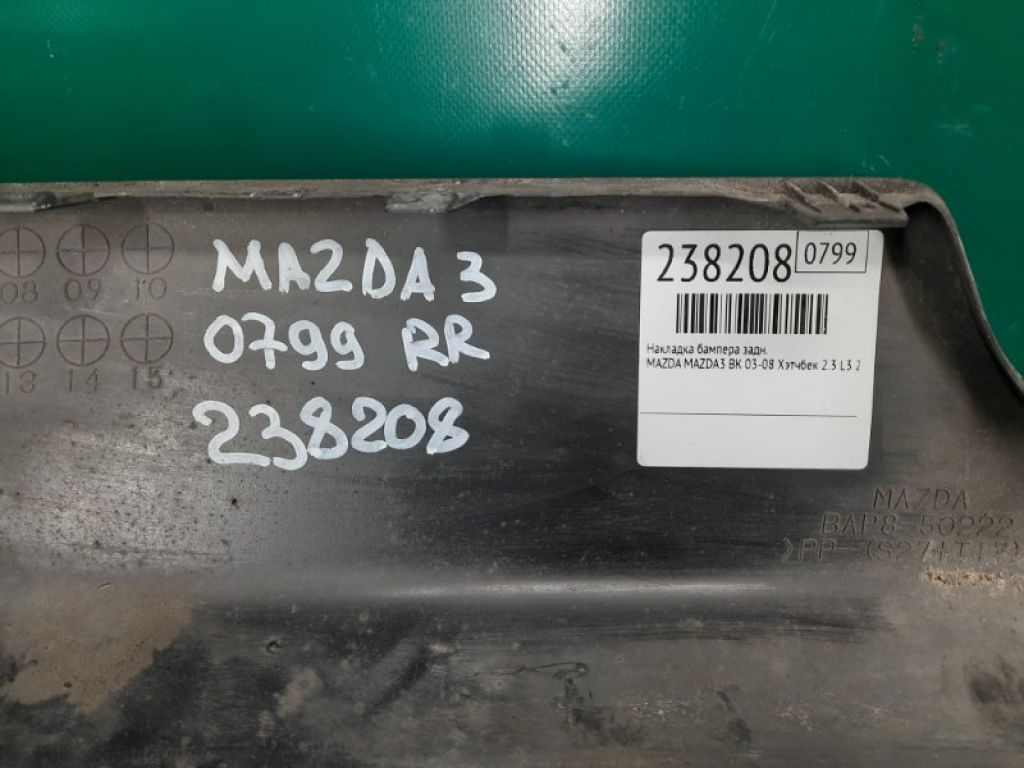 08 09 10
13 14 15
MAZDA 3
0799 RR
238208
238208 0799
Накладка бампера задн.
MAZDA MAZDA3 BK 03-08 Хэтчбек 2.3 L3 2
MAZDA
BAP8 50222
>PP-